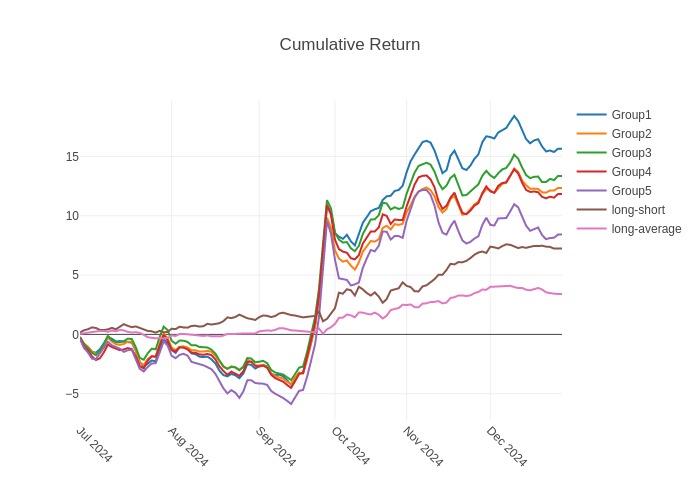 Cumulative Return
15
10
5
0
−5
Jul 2024
Aug 2024
Sep 2024
Oct 2024
Nov 2024
Dec 2024
Group1
Group2
Group3
Group4
Group5
long-short
long-average